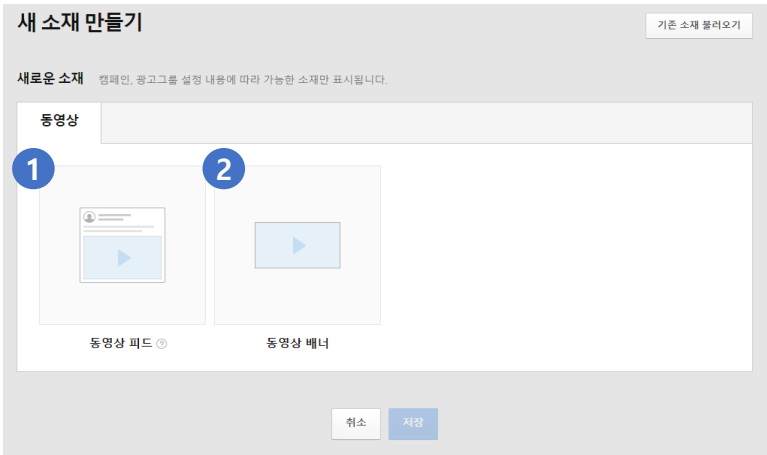 새 소재 만들기
기존 소재 불러오기
새로운 소재 캠페인, 광고그룹 설정 내용에 따라 가능한 소재만 표시됩니다.
동영상
1 2
동영상 피드 ?
동영상 배너
취소 저장